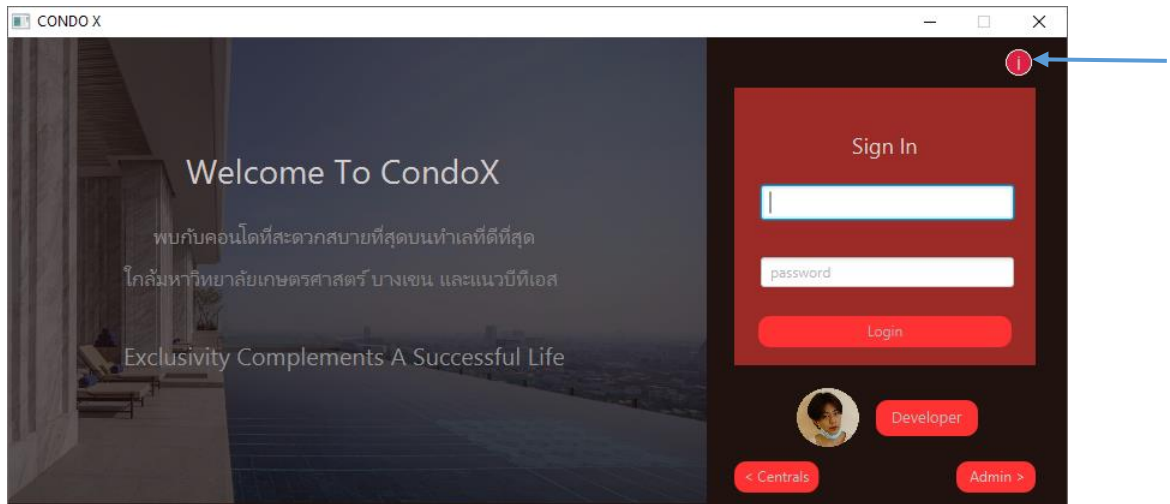 CONDO X
i
Welcome To CondoX
พบกับคอนโดที่สะดวกสบายที่สุดบนทำเลที่ดีที่สุด
ใกล้มหาวิทยาลัยเกษตรศาสตร์ บางเขน และแนวบีทีเอส
Exclusivity Complements A Successful Life
Sign In
password
Login
Developer
< Centrals
Admin >